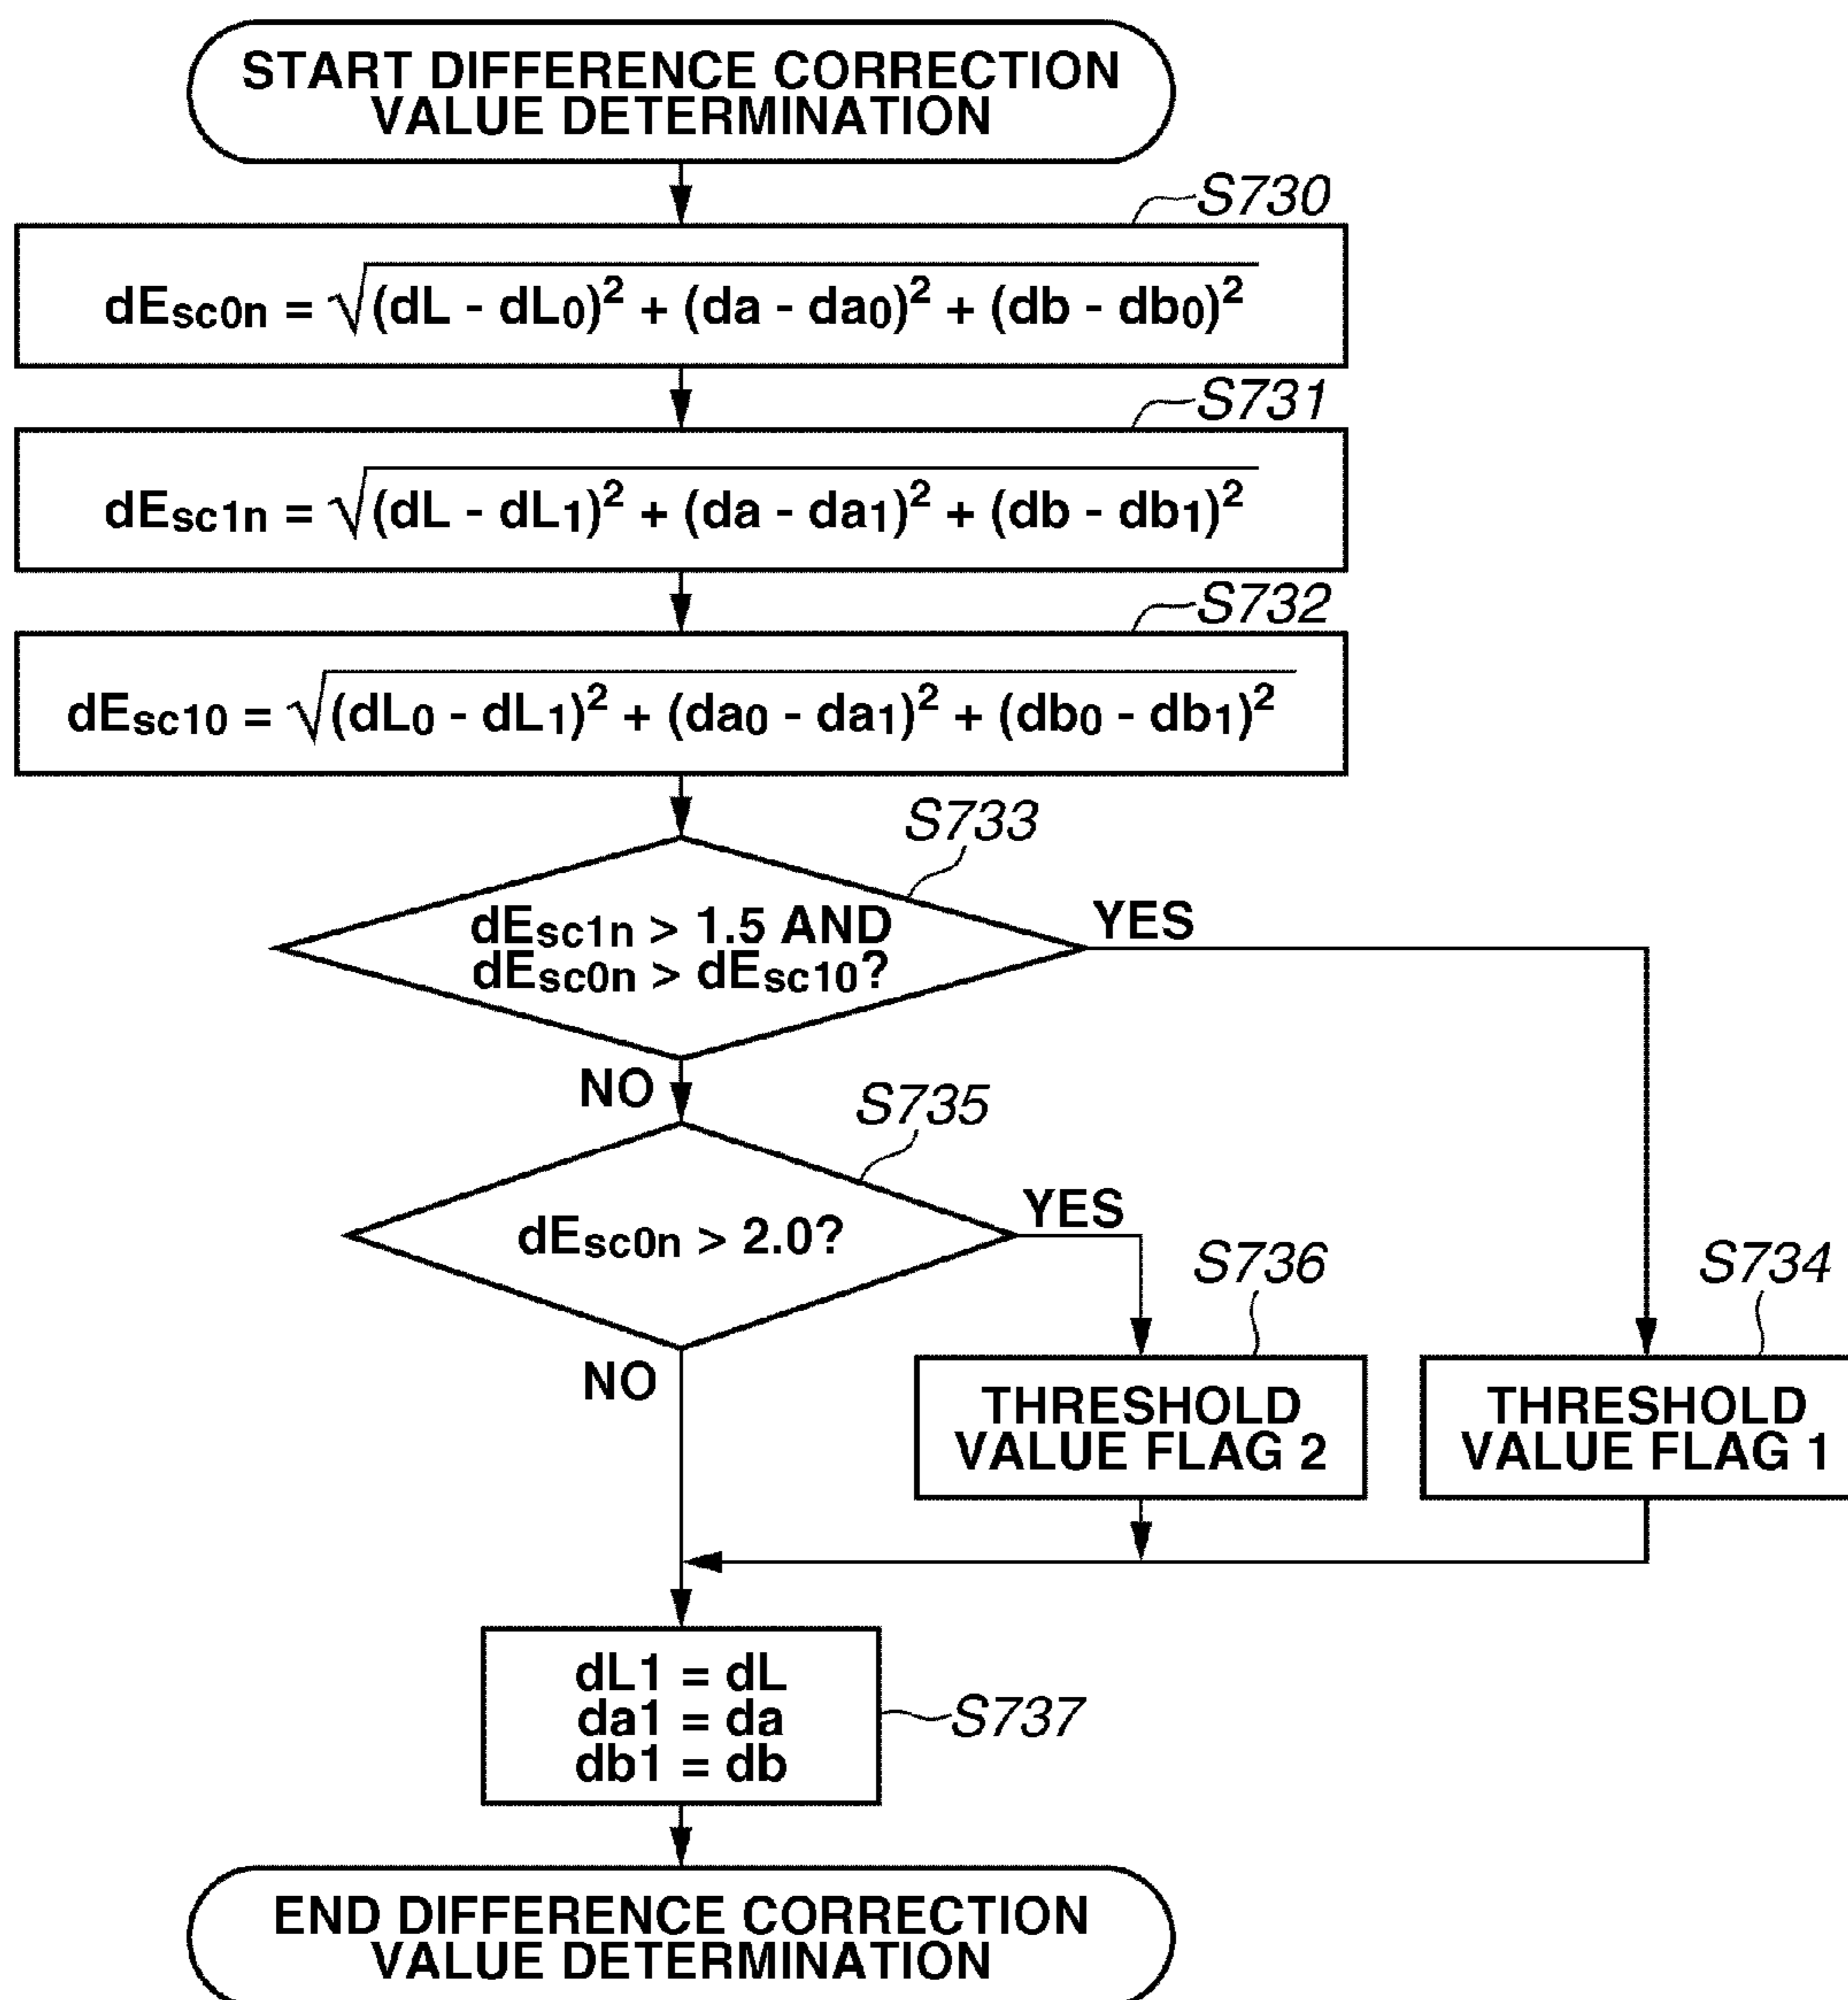 START DIFFERENCE CORRECTION
VALUE DETERMINATION
S730
dEsc0n = √(dL - dL0)² + (da - da0)² + (db - db0)²
S731
dEsc1n = √(dL - dL1)² + (da - da1)² + (db - db1)²
S732
dEsc10 = √(dL0 - dL1)² + (da0 - da1)² + (db0 - db1)²
S733
dEsc1n > 1.5 AND
dEsc0n > dEsc10?
YES
NO
S735
dEsc0n > 2.0?
YES
NO
S736
THRESHOLD
VALUE FLAG 2
S734
THRESHOLD
VALUE FLAG 1
dL1 = dL
da1 = da
db1 = db
S737
END DIFFERENCE CORRECTION
VALUE DETERMINATION